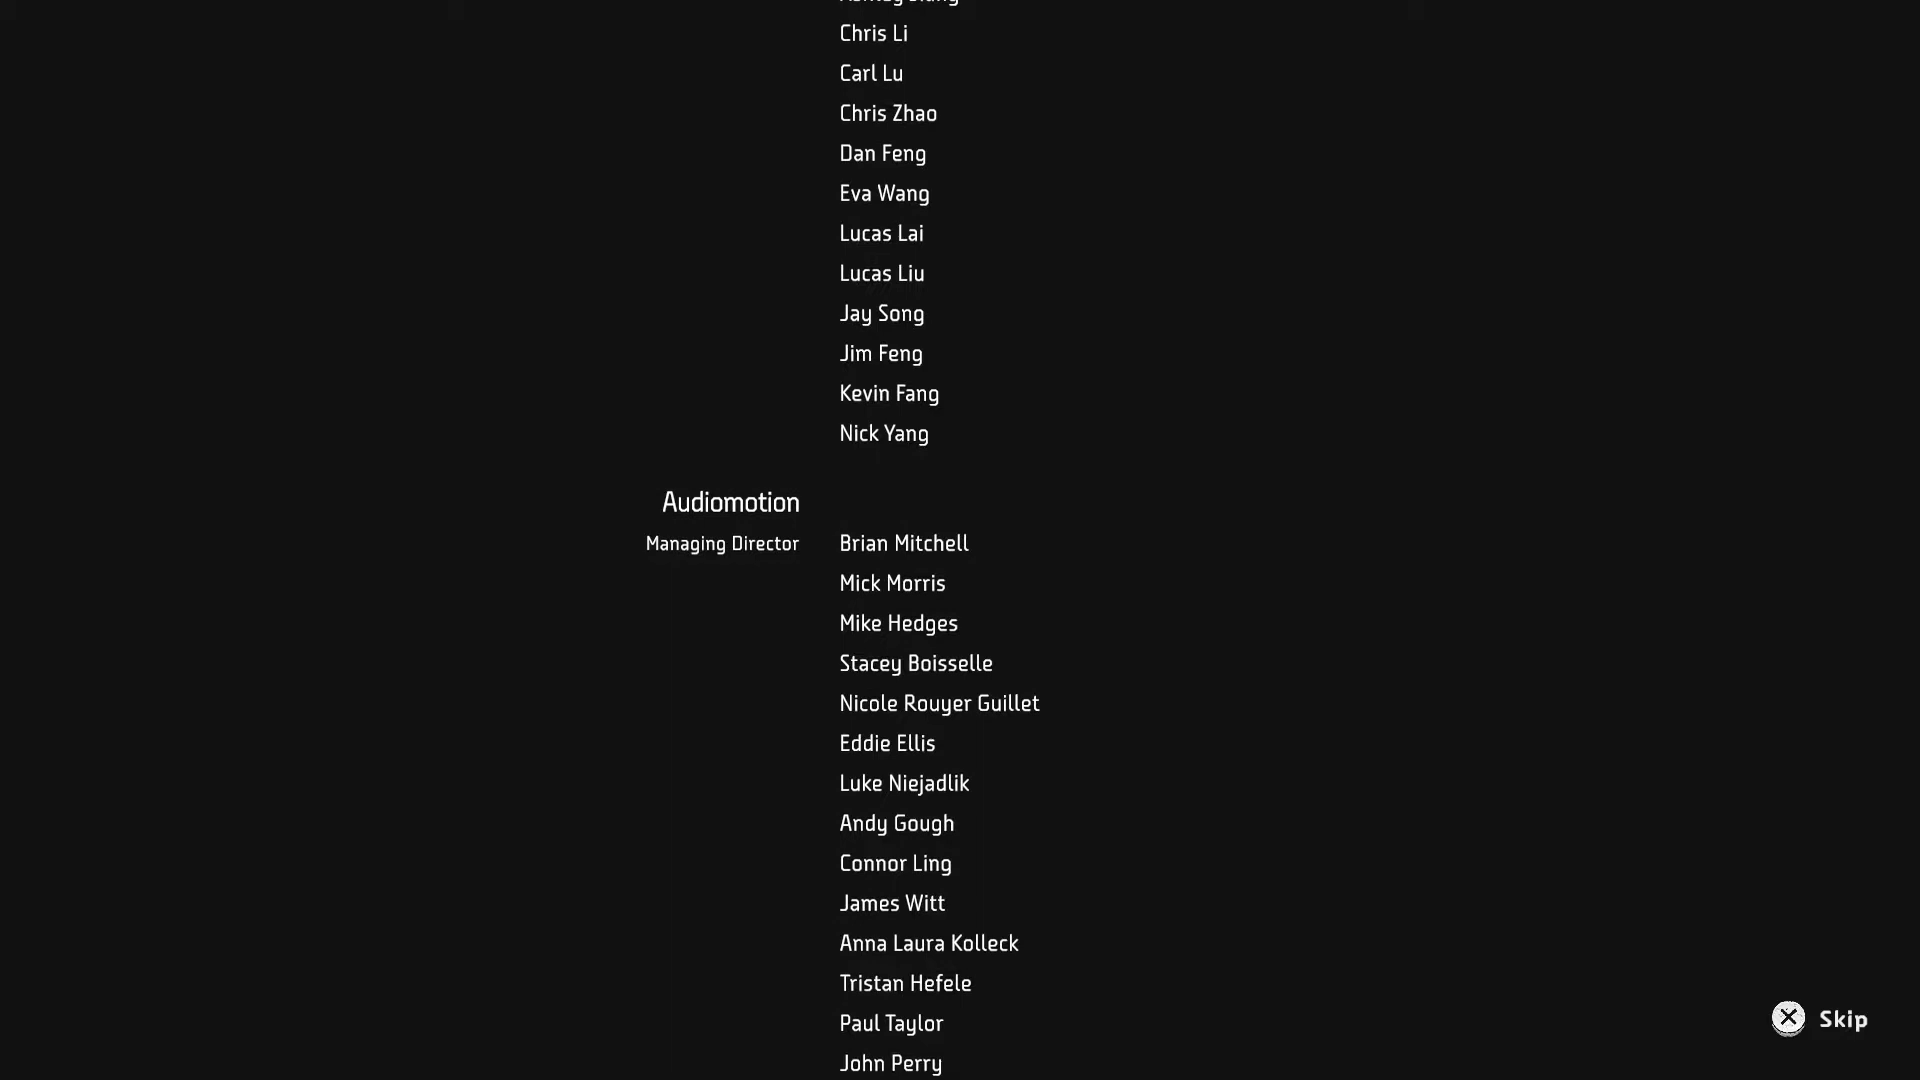 Chris Li
Carl Lu
Chris Zhao
Dan Feng
Eva Wang
Lucas Lai
Lucas Liu
Jay Song
Jim Feng
Kevin Fang
Nick Yang
Audiomotion
Managing Director Brian Mitchell
Mick Morris
Mike Hedges
Stacey Boisselle
Nicole Rouyer Guillet
Eddie Ellis
Luke Niejadlik
Andy Gough
Connor Ling
James Witt
Anna Laura Kolleck
Tristan Hefele
Paul Taylor
John Perry
Skip